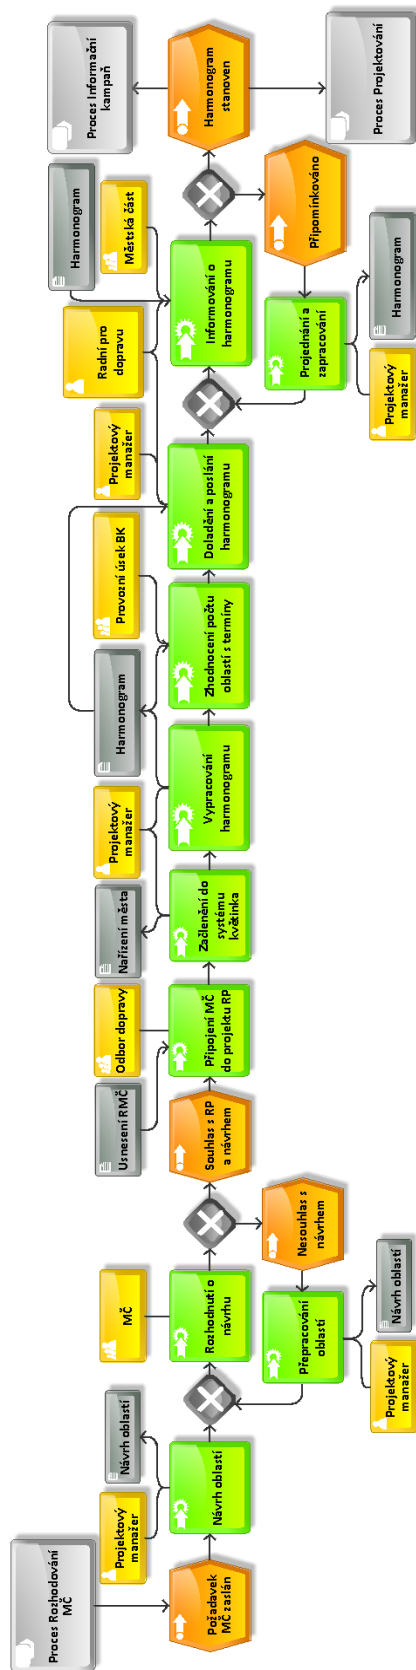 Proces Rozhodování
MČ
Požadavek
MČ zaslán
Projektový
manažer
Návrh oblastí
Návrh oblastí
MČ
Rozhodnutí o
návrhu
Nesouhlas s
návrhem
Přepracování
oblastí
Projektový
manažer
Návrh oblastí
Souhlas s RP
a návrhem
Usnesení RMČ
Odbor dopravy
Připojení MČ
do projektu RP
Nařízení města
Začlenění do
systému
květinka
Projektový
manažer
Vypracování
harmonogramu
Harmonogram
Provozní úsek BK
Zhodnocení počtu
oblastí s termíny
Projektový
manažer
Doladění a poslání
harmonogramu
Radní pro
dopravu
Harmonogram
Městská část
Informování o
harmonogramu
Připomínkováno
Projednání a
zapracování
Projektový
manažer
Harmonogram
Harmonogram
stanoven
Proces Informační
kampaň
Proces Projektování